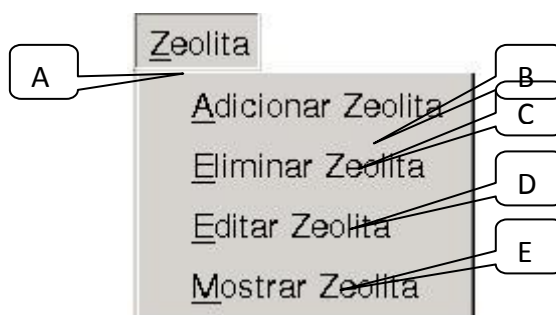 Zeolita
A
B
Adicionar Zeolita
C
Eliminar Zeolita
D
Editar Zeolita
E
Mostrar Zeolita